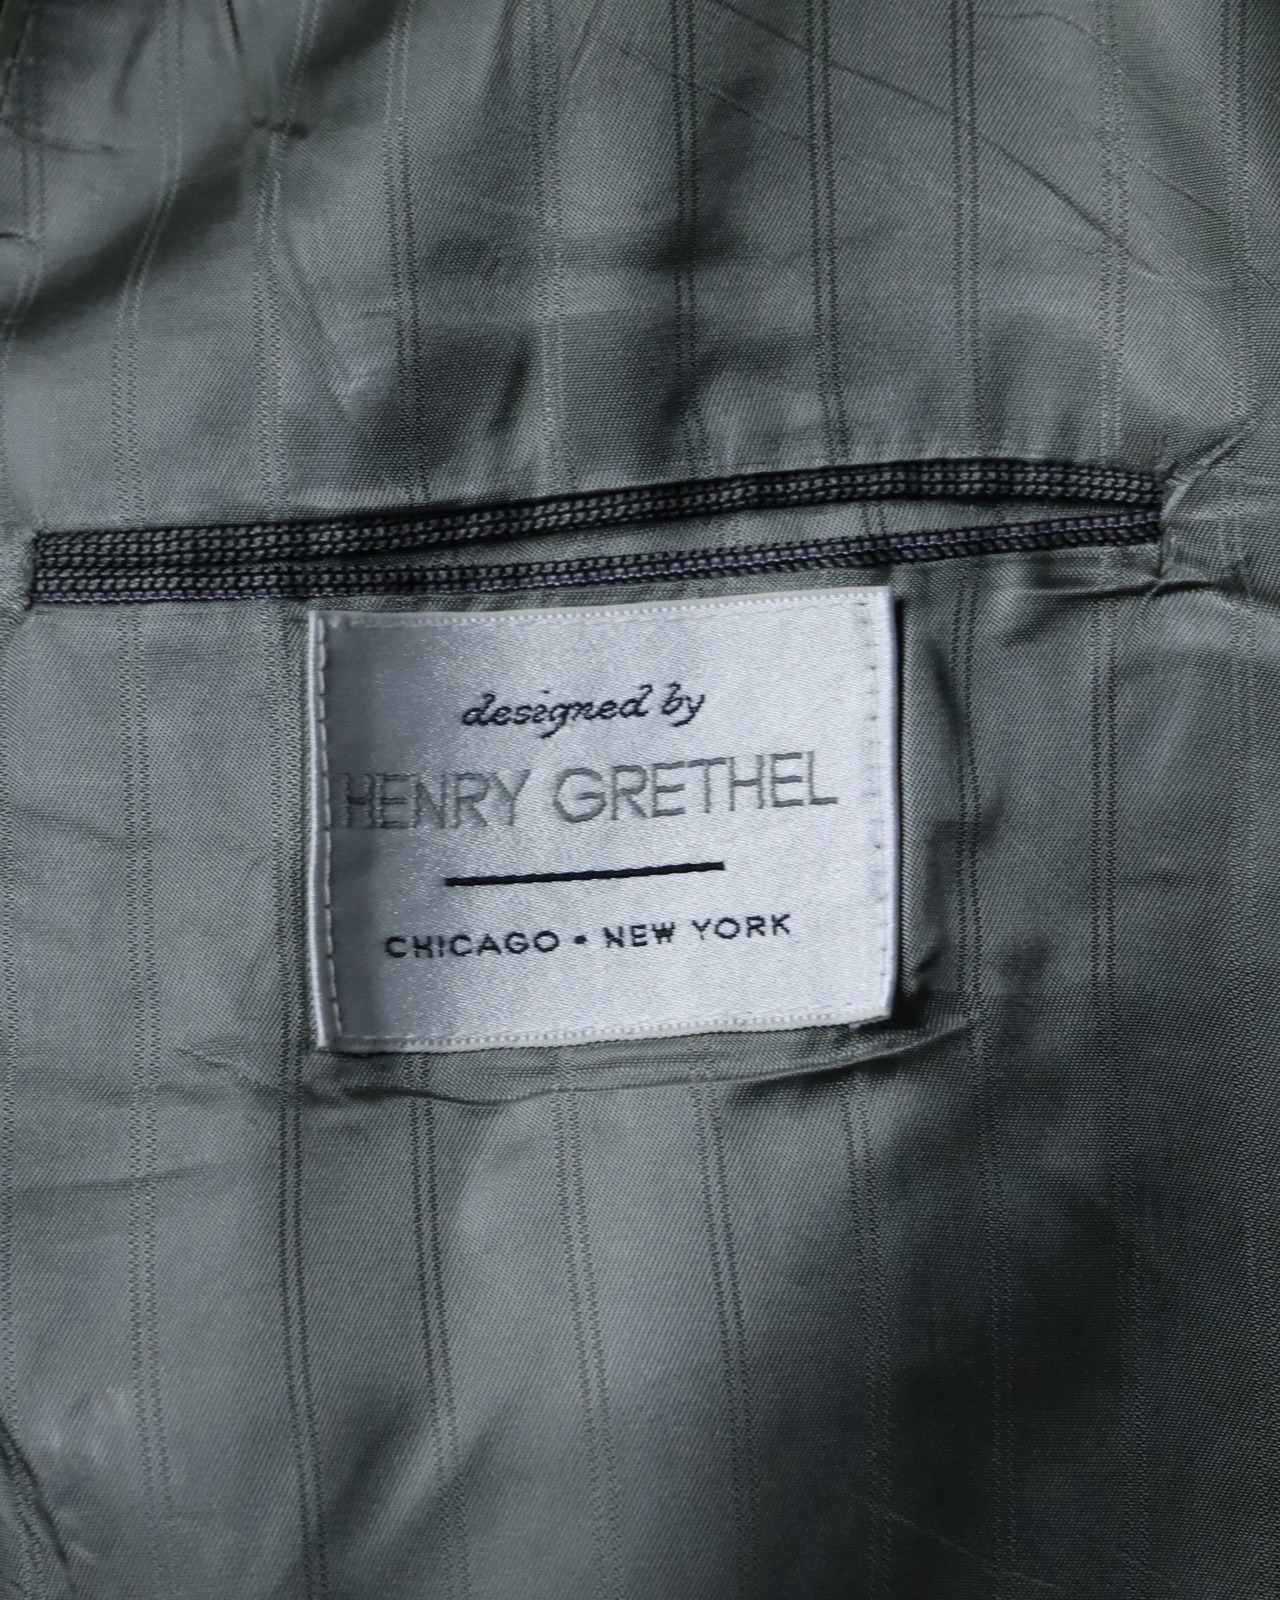 designed by
HENRY GRETHEL
CHICAGO • NEW YORK